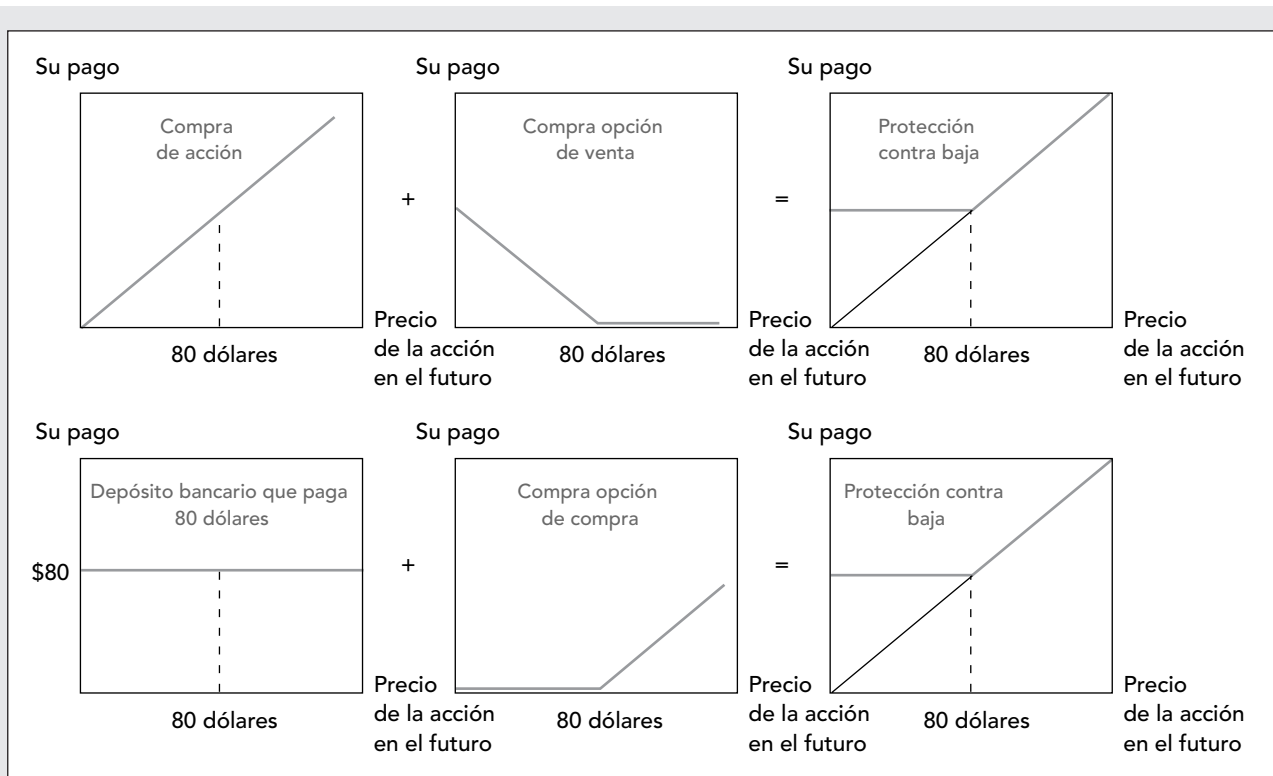 Su pago
Su pago
Su pago
Compra
de acción
Compra opción
de venta
Protección
contra baja
+
=
80 dólares
Precio
de la acción
en el futuro
80 dólares
Precio
de la acción
en el futuro
80 dólares
Precio
de la acción
en el futuro
Su pago
Su pago
Su pago
Depósito bancario que paga
80 dólares
Compra opción
de compra
Protección contra
baja
$80
+
=
80 dólares
Precio
de la acción
en el futuro
80 dólares
Precio
de la acción
en el futuro
80 dólares
Precio
de la acción
en el futuro